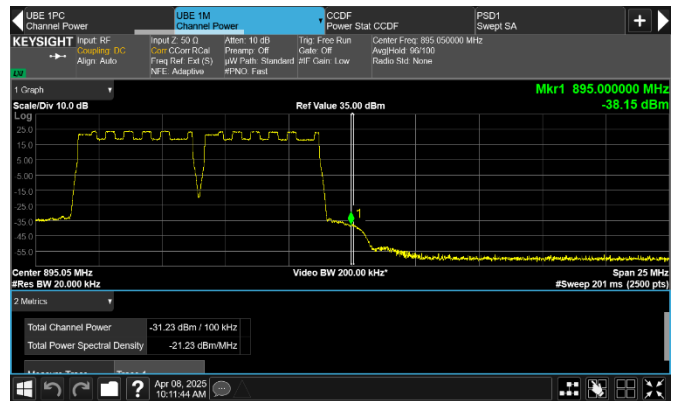 UBE 1PC
Channel Power
UBE 1M
Channel Power
CCDF
Power Stat CCDF
PSD1
Swept SA
KEYSIGHT
Input: RF
Coupling: DC
Align: Auto
LXI
Input Z: 50 Ω
Corr CCorr RCal
Freq Ref: Ext (S)
NFE: Adaptive
Atten: 10 dB
Preamp: Off
µW Path: Standard
#PNO: Fast
Trig: Free Run
Gate: Off
#IF Gain: Low
Center Freq: 895.050000 MHz
Avg|Hold: 96/100
Radio Std: None
1 Graph
Mkr1 895.000000 MHz
-38.15 dBm
Scale/Div 10.0 dB
Ref Value 35.00 dBm
Log
25.0
15.0
5.00
-5.00
-15.0
-25.0
-35.0
-45.0
-55.0
1
Center 895.05 MHz
Video BW 200.00 kHz*
Span 25 MHz
#Res BW 20.000 kHz
#Sweep 201 ms (2500 pts)
2 Metrics
Total Channel Power -31.23 dBm / 100 kHz
Total Power Spectral Density -21.23 dBm/MHz
?
Apr 08, 2025
10:11:44 AM